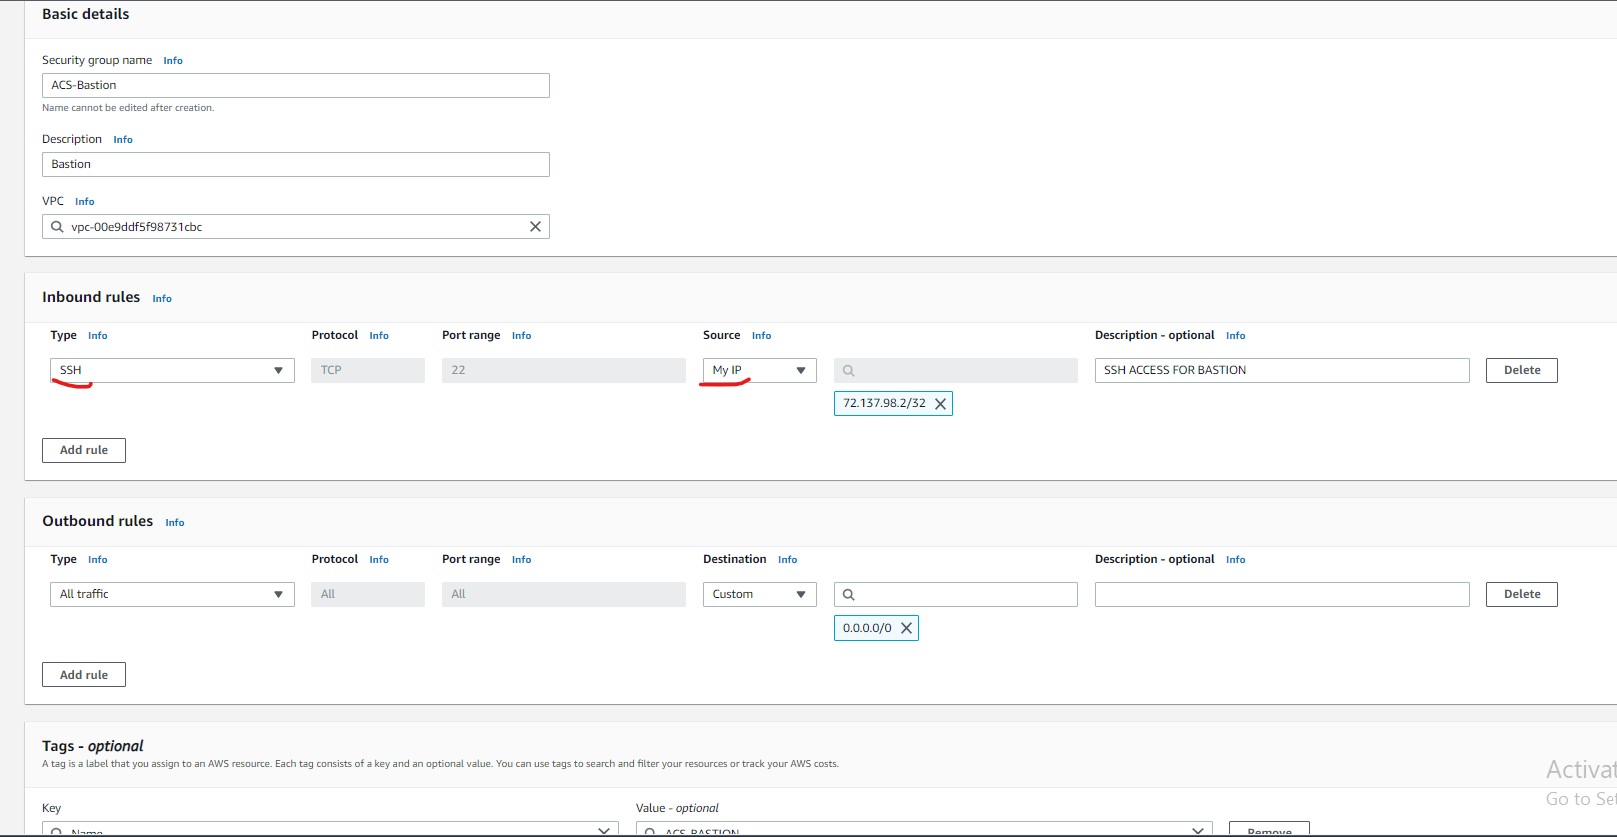 Basic details
Security group name Info
ACS-Bastion
Name cannot be edited after creation.
Description Info
Bastion
VPC Info
vpc-00e9ddf5f98731cbc
Inbound rules Info
Type Info Protocol Info Port range Info Source Info Description - optional Info
SSH TCP 22 My IP SSH ACCESS FOR BASTION Delete
72.137.98.2/32
Add rule
Outbound rules Info
Type Info Protocol Info Port range Info Destination Info Description - optional Info
All traffic All All Custom Delete
0.0.0.0/0
Add rule
Tags - optional
A tag is a label that you assign to an AWS resource. Each tag consists of a key and an optional value. You can use tags to search and filter your resources or track your AWS costs.
Activat
Go to Set
Key Value - optional
Name ACS-BASTION Remove